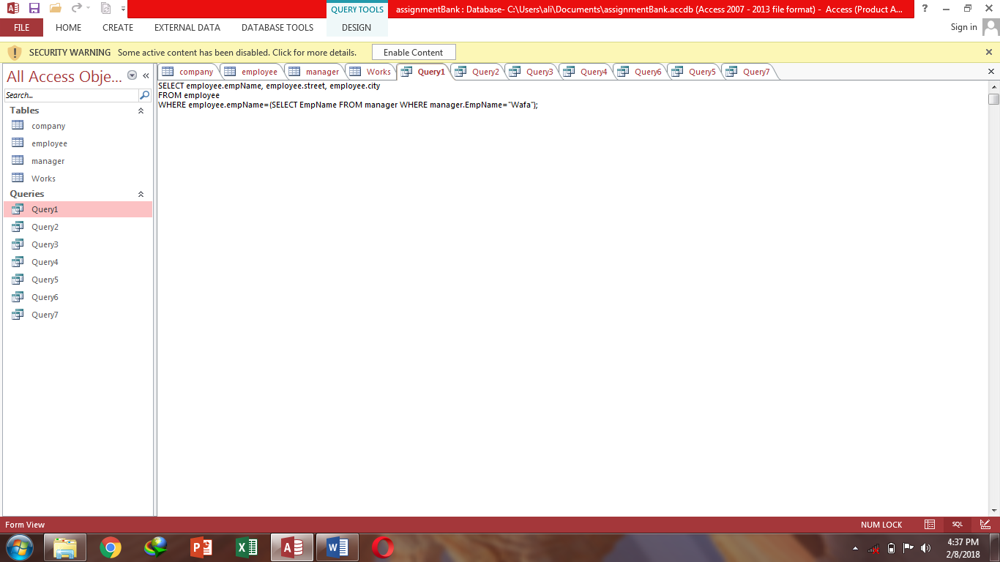 QUERY TOOLS
assignmentBank : Database- C:\Users\ali\Documents\assignmentBank.accdb (Access 2007 - 2013 file format) - Access (Product A...
?
FILE HOME CREATE EXTERNAL DATA DATABASE TOOLS DESIGN
Sign in
SECURITY WARNING Some active content has been disabled. Click for more details. Enable Content
All Access Obje...
Search...
Tables
company
employee
manager
Works
Queries
Query1
Query2
Query3
Query4
Query5
Query6
Query7
company employee manager Works Query1 Query2 Query3 Query4 Query6 Query5 Query7
SELECT employee.empName, employee.street, employee.city
FROM employee
WHERE employee.empName=(SELECT EmpName FROM manager WHERE manager.EmpName="Wafa");
Form View
NUM LOCK
SQL
4:37 PM
2/8/2018